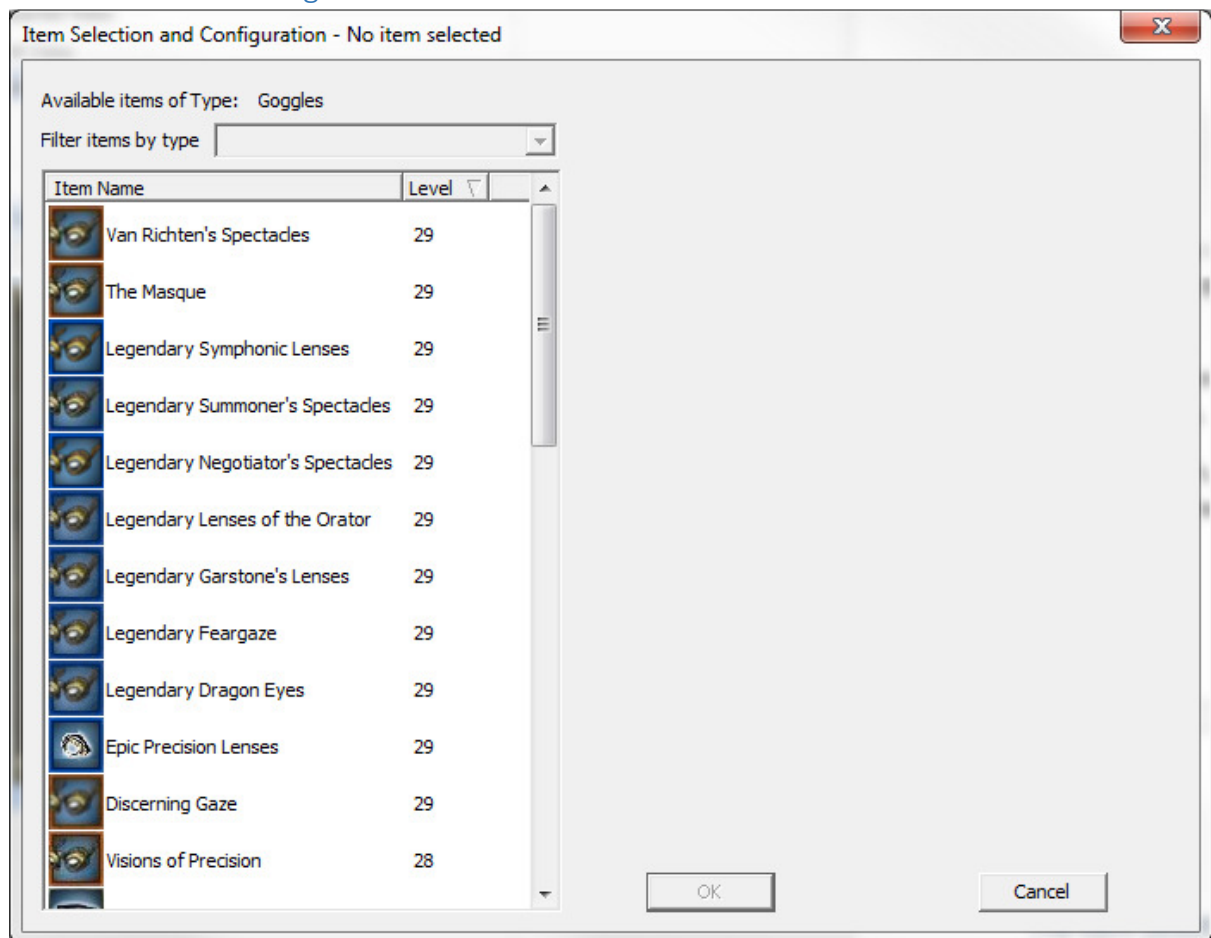 Item Selection and Configuration - No item selected
Available items of Type: Goggles
Filter items by type
Item Name Level
Van Richten's Spectacles 29
The Masque 29
Legendary Symphonic Lenses 29
Legendary Summoner's Spectacles 29
Legendary Negotiator's Spectacles 29
Legendary Lenses of the Orator 29
Legendary Garstone's Lenses 29
Legendary Feargaze 29
Legendary Dragon Eyes 29
Epic Precision Lenses 29
Discerning Gaze 29
Visions of Precision 28
OK Cancel